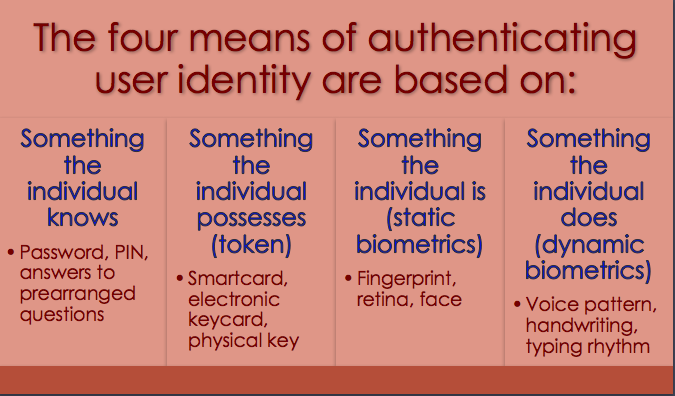 The four means of authenticating
user identity are based on:
Something
the
individual
knows
• Password, PIN,
answers to
prearranged
questions
Something
the
individual
possesses
(token)
• Smartcard,
electronic
keycard,
physical key
Something
the
individual is
(static
biometrics)
• Fingerprint,
retina, face
Something
the
individual
does
(dynamic
biometrics)
• Voice pattern,
handwriting,
typing rhythm